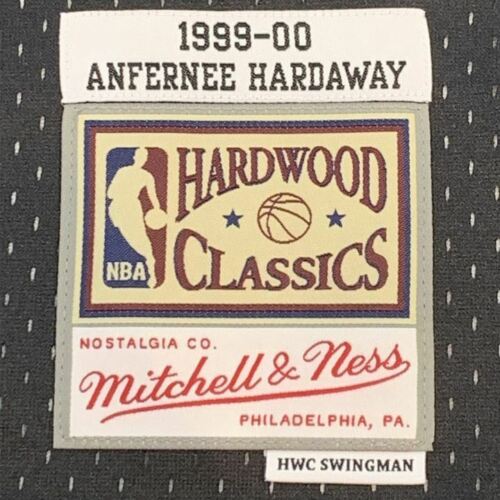 1999-00
ANFERNEE HARDAWAY
HARDWOOD
NBA
CLASSICS
NOSTALGIA CO.
Mitchell & Ness
PHILADELPHIA, PA.
HWC SWINGMAN